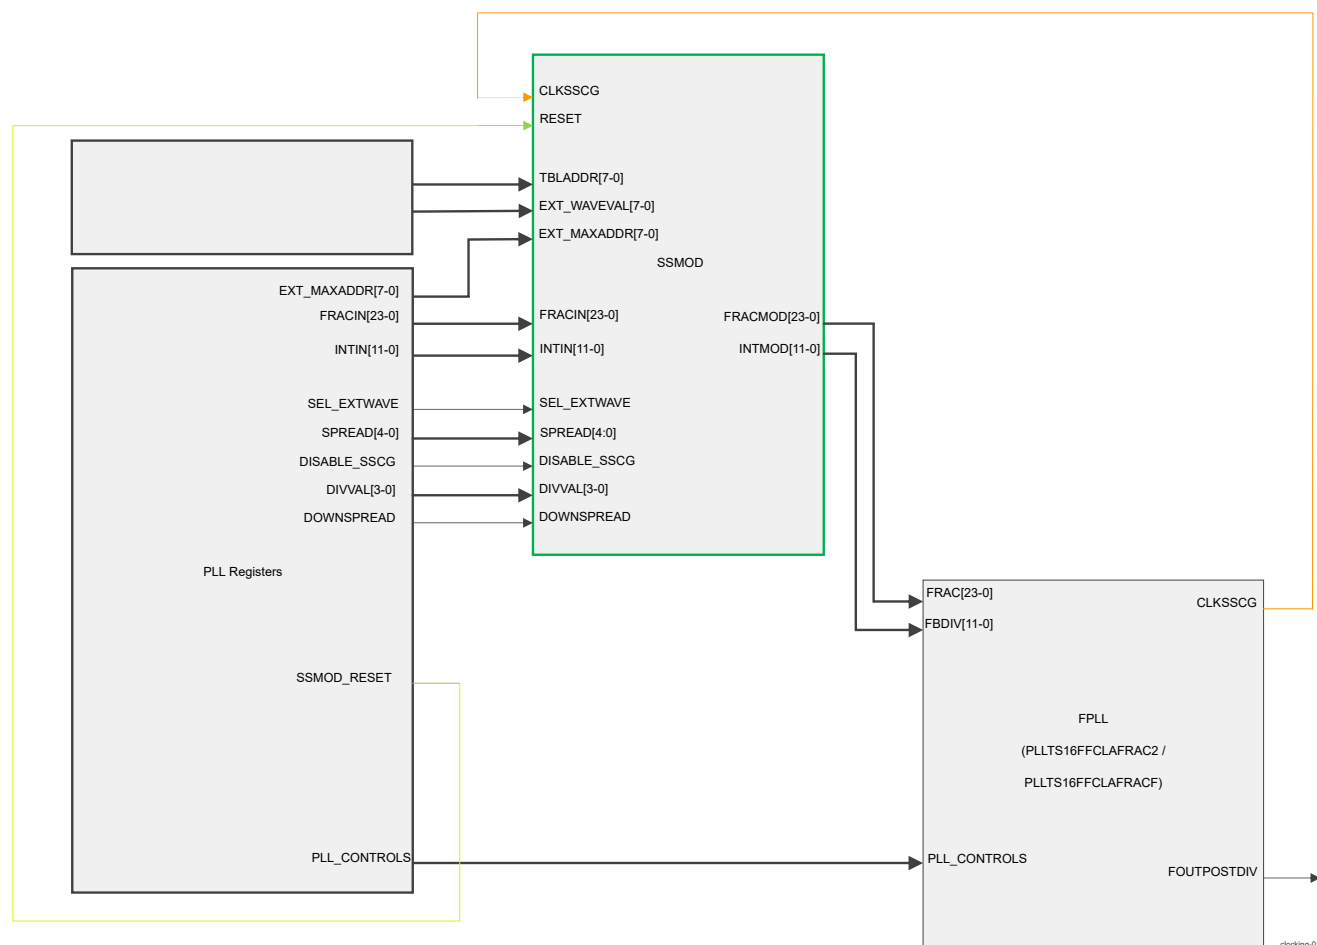 CLKSSCG
RESET
TBLADDR[7-0]
EXT_WAVEVAL[7-0]
EXT_MAXADDR[7-0]
SSMOD
FRACIN[23-0]
INTIN[11-0]
SEL_EXTWAVE
SPREAD[4:0]
DISABLE_SSCG
DIVVAL[3-0]
DOWNSPREAD
FRACMOD[23-0]
INTMOD[11-0]
EXT_MAXADDR[7-0]
FRACIN[23-0]
INTIN[11-0]
SEL_EXTWAVE
SPREAD[4-0]
DISABLE_SSCG
DIVVAL[3-0]
DOWNSPREAD
PLL Registers
SSMOD_RESET
PLL_CONTROLS
FRAC[23-0]
FBDIV[11-0]
CLKSSCG
FPLL
(PLLTS16FFCLAFRAC2 /
PLLTS16FFCLAFRACF)
PLL_CONTROLS
FOUTPOSTDIV